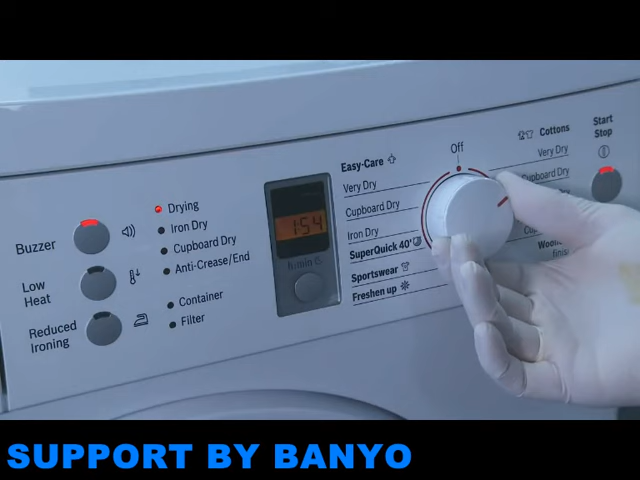 Buzzer
Low
Heat
Reduced
Ironing
Drying
Iron Dry
Cupboard Dry
Anti-Crease/End
Container
Filter
1:54
h/min
Easy-Care
Very Dry
Cupboard Dry
Iron Dry
SuperQuick 40'
Sportswear
Freshen up
Off
Cottons
Very Dry
Cupboard Dry
Start
Stop
SUPPORT BY BANYO